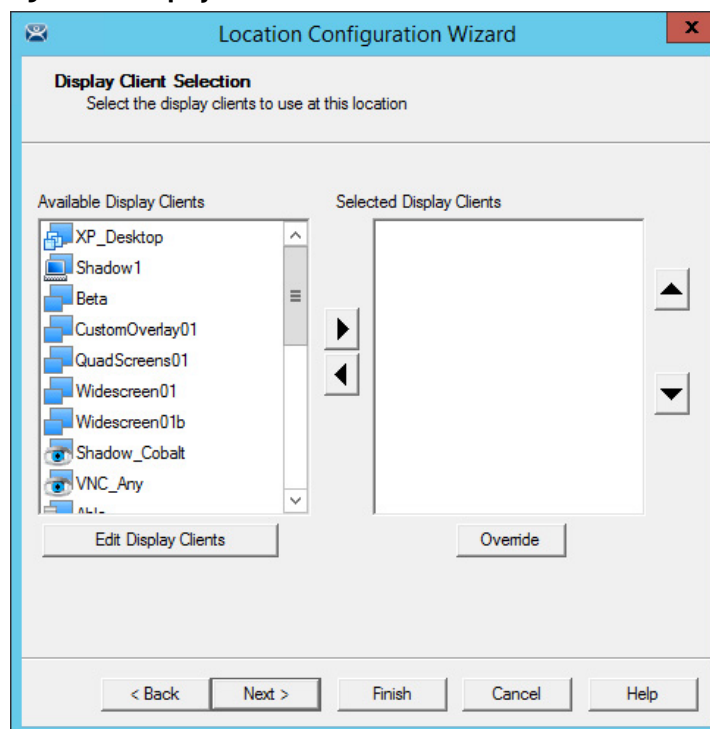 Location Configuration Wizard
x
Display Client Selection
Select the display clients to use at this location
Available Display Clients
Selected Display Clients
XP_Desktop
Shadow1
Beta
CustomOverlay01
QuadScreens01
Widescreen01
Widescreen01b
Shadow_Cobalt
VNC_Any
Edit Display Clients
Override
< Back
Next >
Finish
Cancel
Help